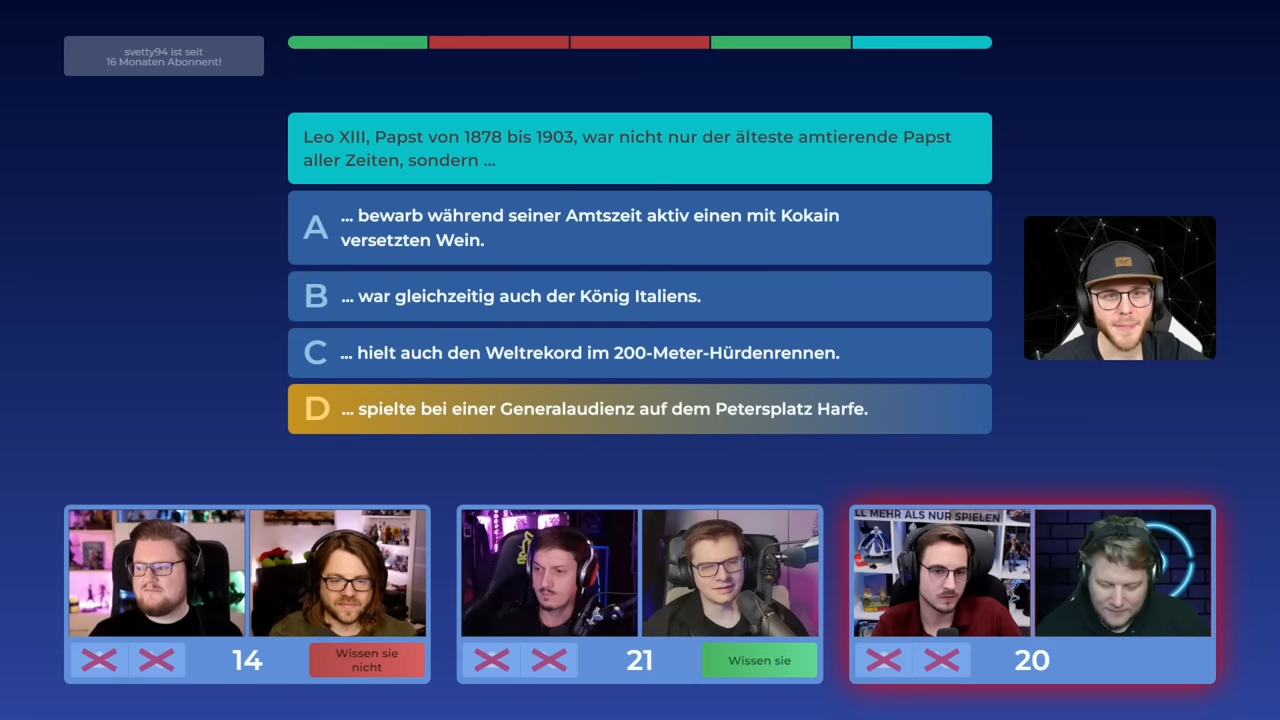 svetty94 ist seit
16 Monaten Abonnent!
Leo XIII, Papst von 1878 bis 1903, war nicht nur der älteste amtierende Papst
aller Zeiten, sondern ...
A
... bewarb während seiner Amtszeit aktiv einen mit Kokain
versetzten Wein.
B ... war gleichzeitig auch der König Italiens.
C ... hielt auch den Weltrekord im 200-Meter-Hürdenrennen.
D ... spielte bei einer Generalaudienz auf dem Petersplatz Harfe.
LL MEHR ALS NUR SPIELEN
14
Wissen sie
nicht
21
Wissen sie
20